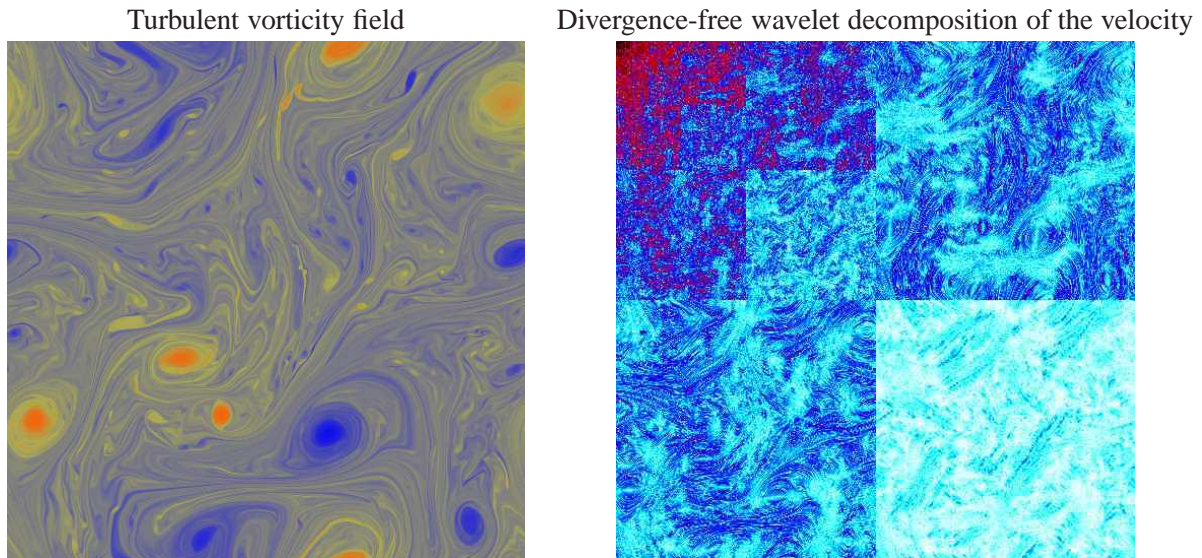 Turbulent vorticity field
Divergence-free wavelet decomposition of the velocity